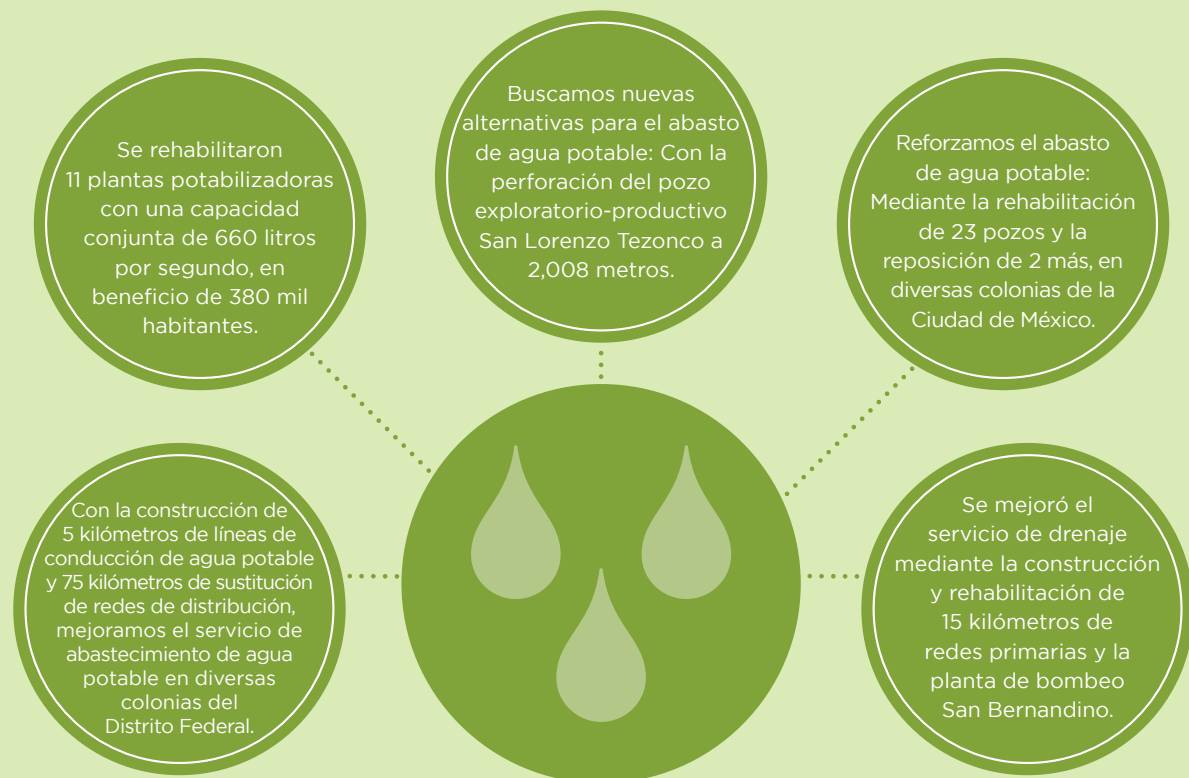 Se rehabilitaron
11 plantas potabilizadoras
con una capacidad
conjunta de 660 litros
por segundo, en
beneficio de 380 mil
habitantes.
Buscamos nuevas
alternativas para el abasto
de agua potable: Con la
perforación del pozo
exploratorio-productivo
San Lorenzo Tezonco a
2,008 metros.
Reforzamos el abasto
de agua potable:
Mediante la rehabilitación
de 23 pozos y la
reposición de 2 más, en
diversas colonias de la
Ciudad de México.
Con la construcción de
5 kilómetros de líneas de
conducción de agua potable
y 75 kilómetros de sustitución
de redes de distribución,
mejoramos el servicio de
abastecimiento de agua
potable en diversas
colonias del
Distrito Federal.
Se mejoró el
servicio de drenaje
mediante la construcción
y rehabilitación de
15 kilómetros de
redes primarias y la
planta de bombeo
San Bernandino.